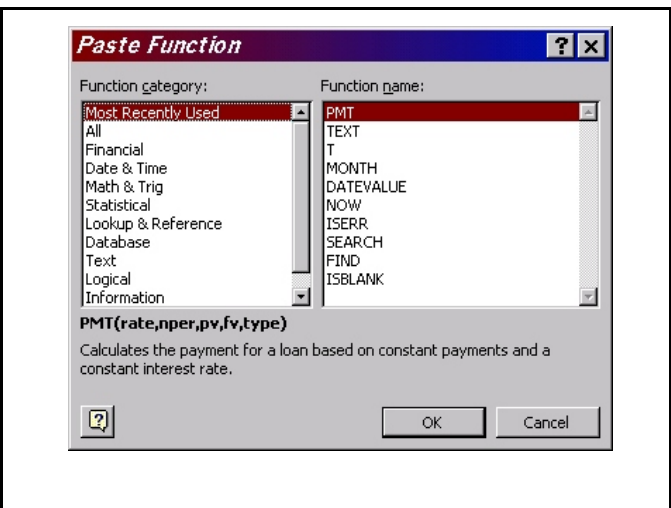 Paste Function
? X
Function category:
Most Recently Used
All
Financial
Date & Time
Math & Trig
Statistical
Lookup & Reference
Database
Text
Logical
Information
Function name:
PMT
TEXT
T
MONTH
DATEVALUE
NOW
ISERR
SEARCH
FIND
ISBLANK
PMT(rate,nper,pv,fv,type)
Calculates the payment for a loan based on constant payments and a
constant interest rate.
?
OK Cancel